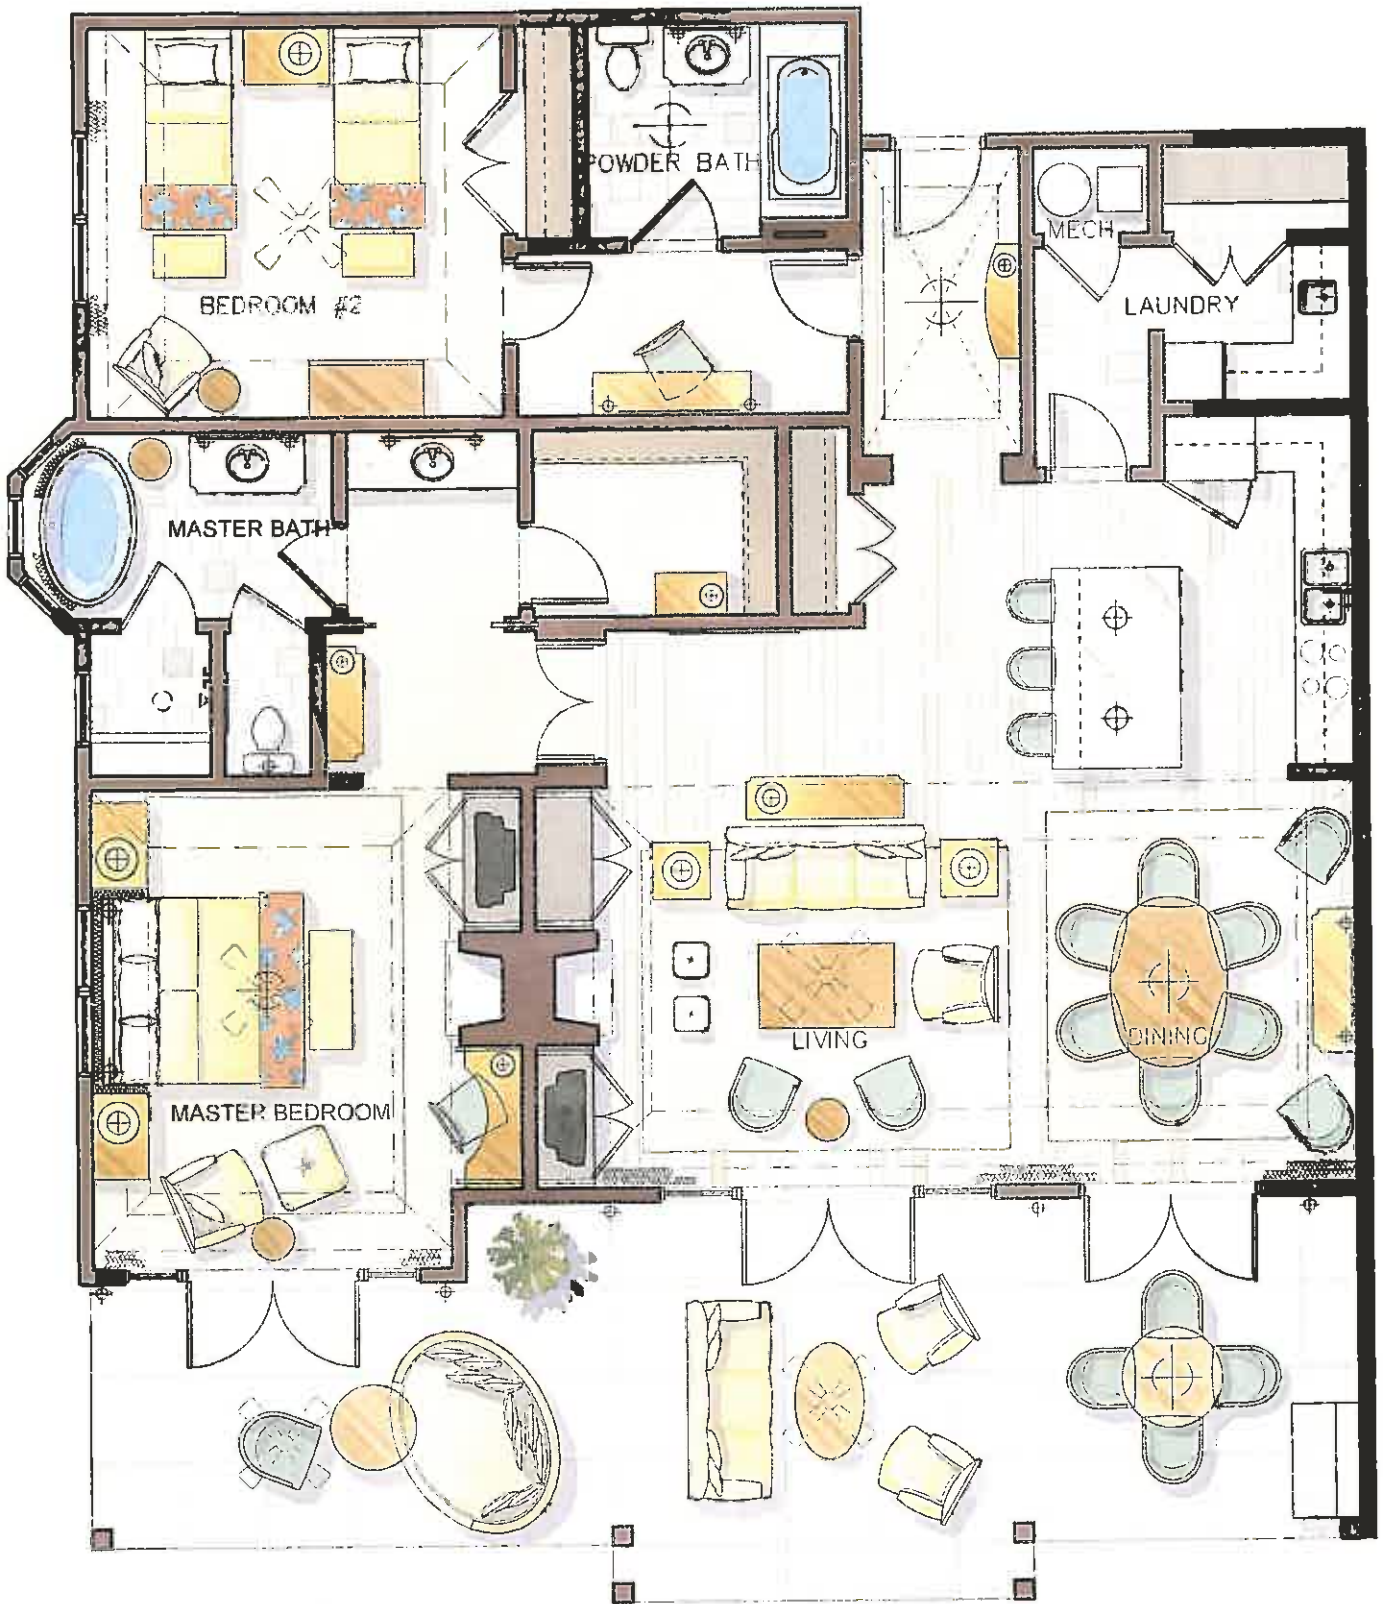 POWDER BATH
MECH
BEDROOM #2
LAUNDRY
MASTER BATH
LIVING
DINING
MASTER BEDROOM